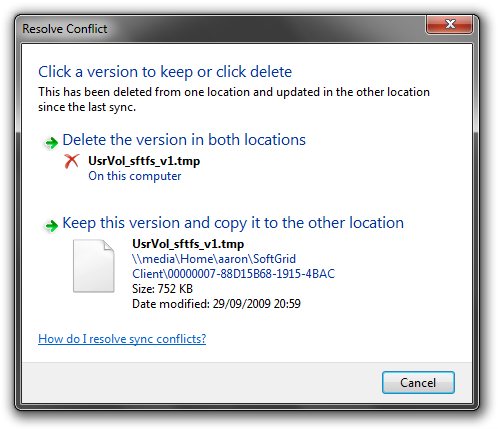 Resolve Conflict
Click a version to keep or click delete
This has been deleted from one location and updated in the other location
since the last sync.
Delete the version in both locations
UsrVol_sftfs_v1.tmp
On this computer
Keep this version and copy it to the other location
UsrVol_sftfs_v1.tmp
\\media\Home\aaron\SoftGrid
Client\00000007-88D15B68-1915-4BAC
Size: 752 KB
Date modified: 29/09/2009 20:59
How do I resolve sync conflicts?
Cancel